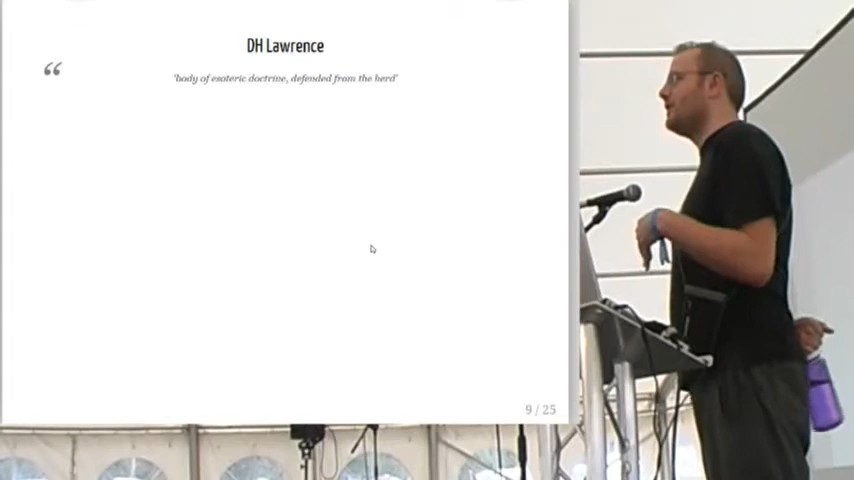 DH Lawrence
“
'body of esoteric doctrine, defended from the herd'
9 / 25